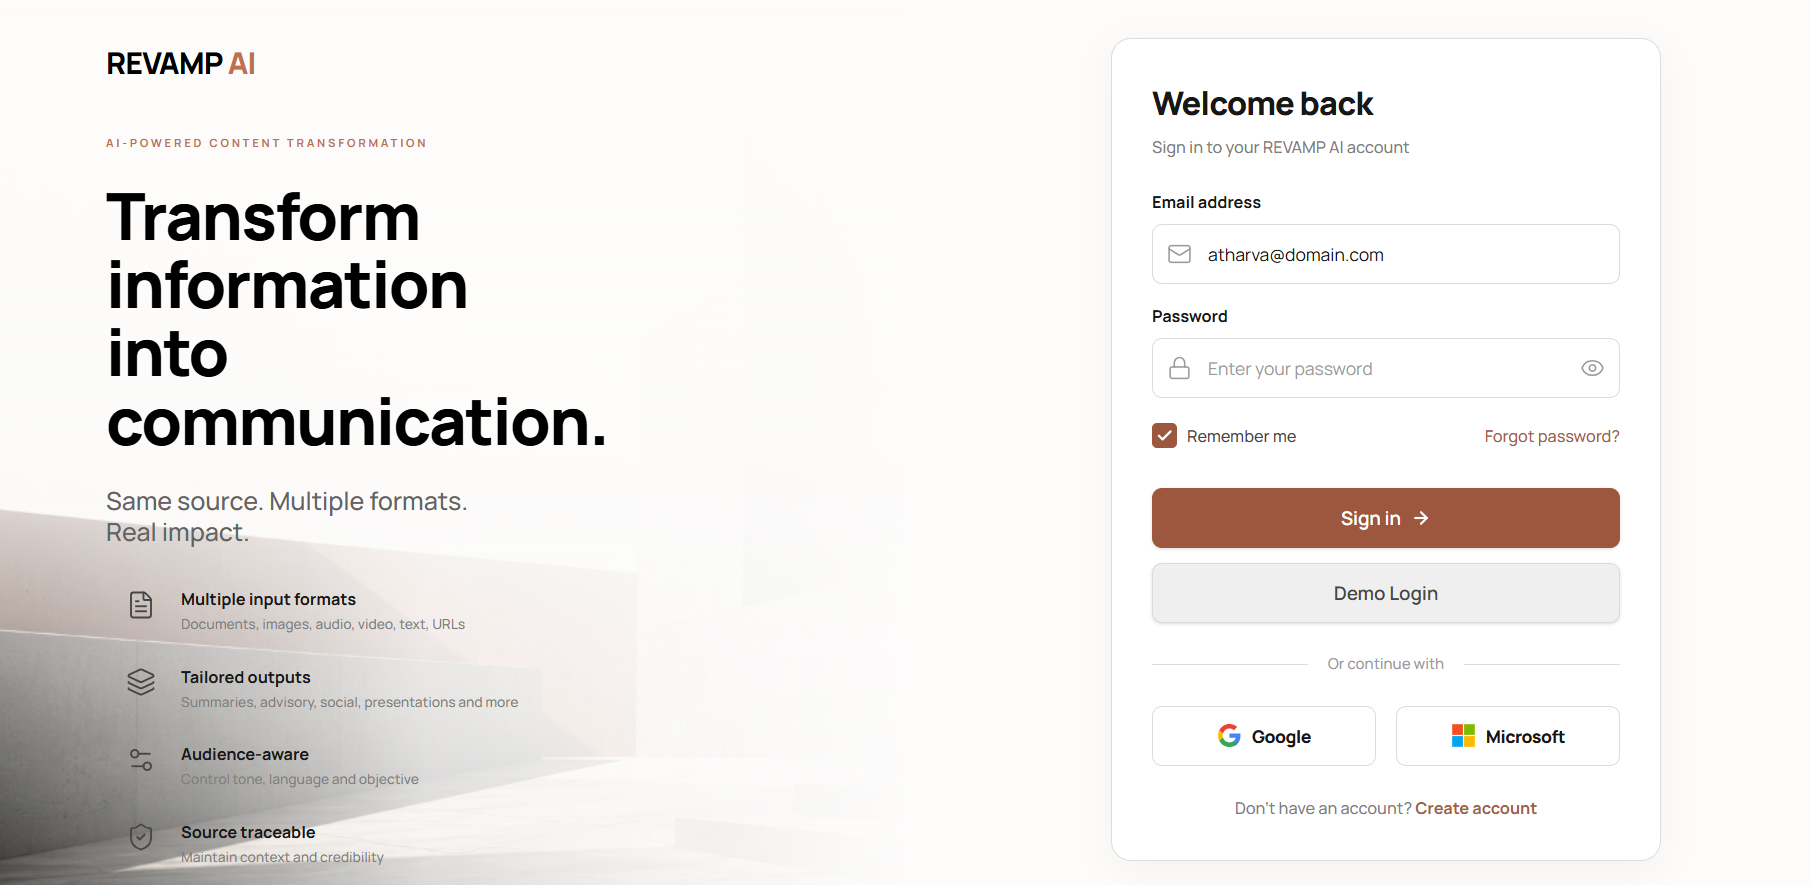 REVAMP AI
AI-POWERED CONTENT TRANSFORMATION
Transform
information
into
communication.
Same source. Multiple formats.
Real impact.
Multiple input formats
Documents, images, audio, video, text, URLs
Tailored outputs
Summaries, advisory, social, presentations and more
Audience-aware
Control tone, language and objective
Source traceable
Maintain context and credibility
Welcome back
Sign in to your REVAMP AI account
Email address
atharva@domain.com
Password
Enter your password
Remember me
Forgot password?
Sign in →
Demo Login
Or continue with
Google
Microsoft
Don't have an account? Create account